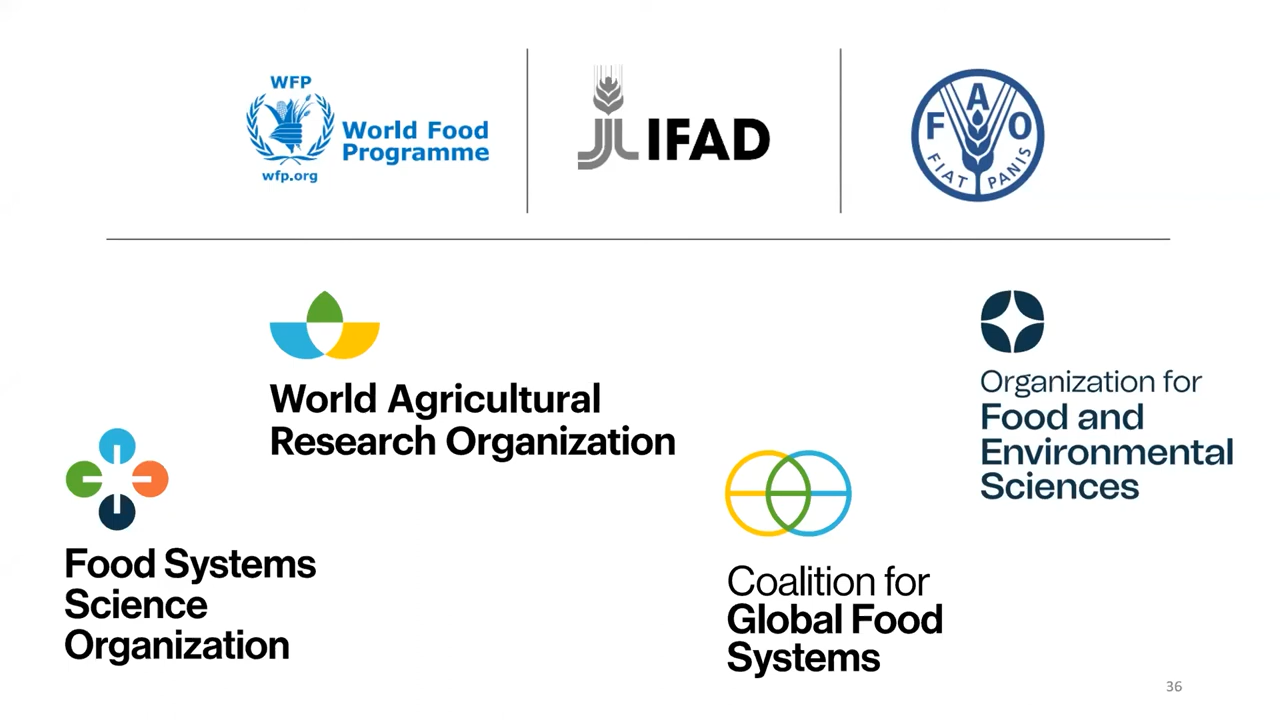 WFP
World Food
Programme
wfp.org
IFAD
FAO
FIAT PANIS
World Agricultural
Research Organization
Organization for
Food and
Environmental
Sciences
Food Systems
Science
Organization
Coalition for
Global Food
Systems
36